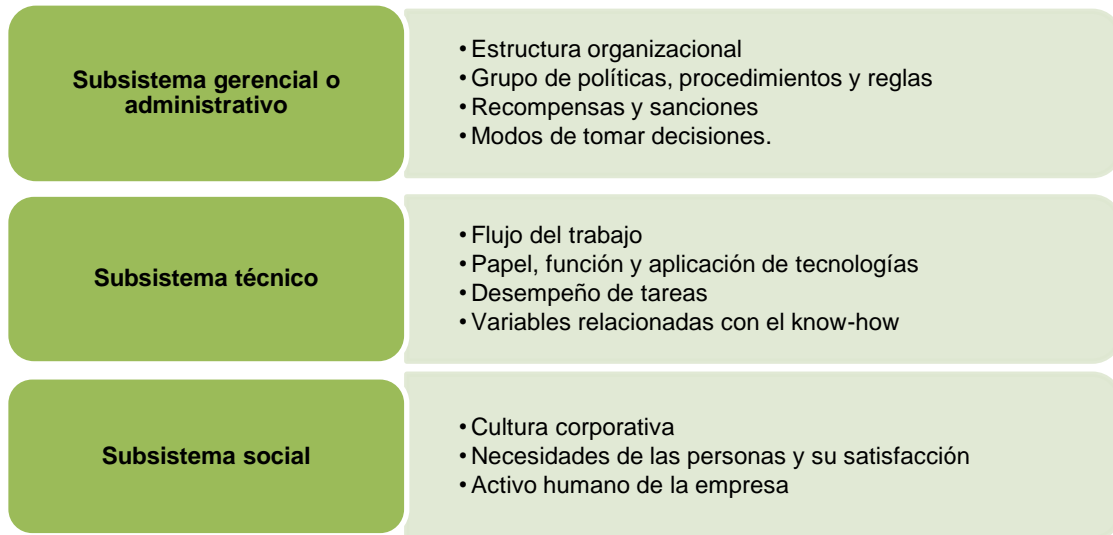 Subsistema gerencial o
administrativo
• Estructura organizacional
• Grupo de políticas, procedimientos y reglas
• Recompensas y sanciones
• Modos de tomar decisiones.
Subsistema técnico
• Flujo del trabajo
• Papel, función y aplicación de tecnologías
• Desempeño de tareas
• Variables relacionadas con el know-how
Subsistema social
• Cultura corporativa
• Necesidades de las personas y su satisfacción
• Activo humano de la empresa